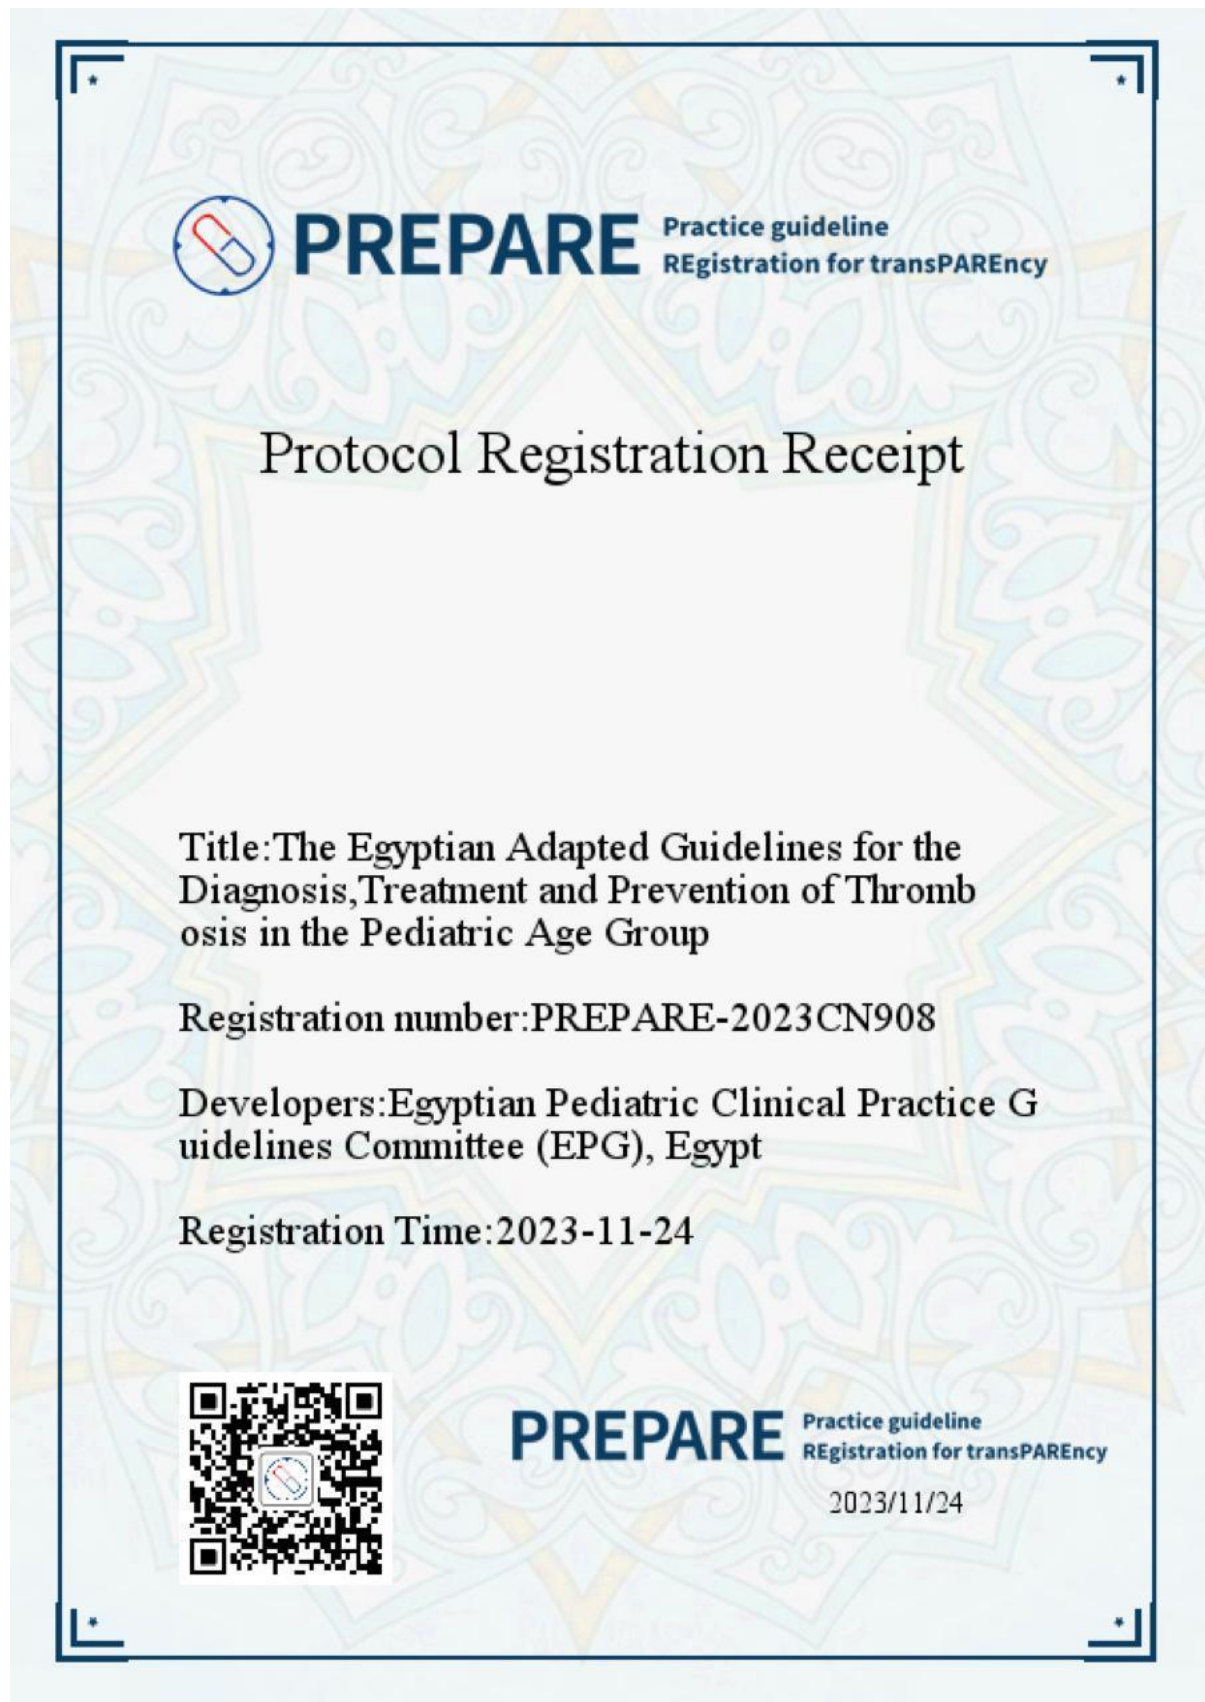 PREPARE
Practice guideline
REgistration for transPAREncy
Protocol Registration Receipt
Title:The Egyptian Adapted Guidelines for the
Diagnosis,Treatment and Prevention of Thromb
osis in the Pediatric Age Group
Registration number:PREPARE-2023CN908
Developers:Egyptian Pediatric Clinical Practice G
uidelines Committee (EPG), Egypt
Registration Time:2023-11-24
PREPARE
Practice guideline
REgistration for transPAREncy
2023/11/24